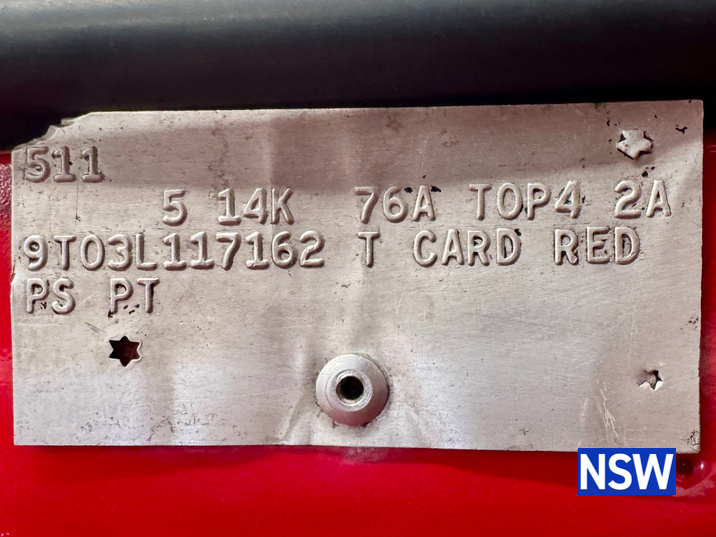 511
5 14K 76A TOP4 2A
9T03L117162 T CARD RED
PS PT
NSW